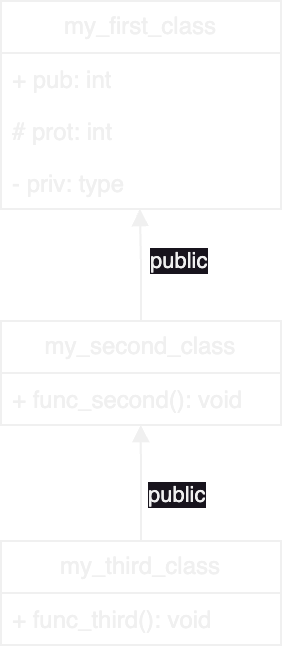 my_first_class
+ pub: int
# prot: int
- priv: type
public
my_second_class
+ func_second(): void
public
my_third_class
+ func_third(): void